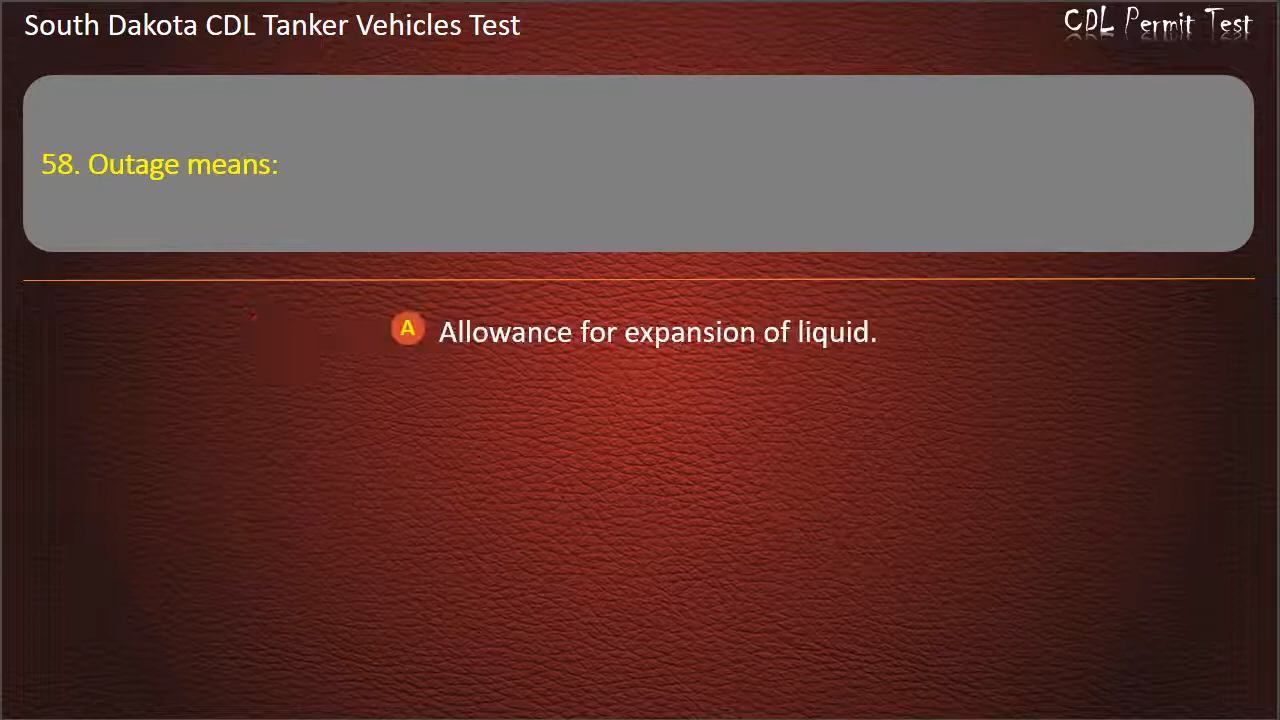 South Dakota CDL Tanker Vehicles Test
CDL Permit Test
58. Outage means:
A Allowance for expansion of liquid.